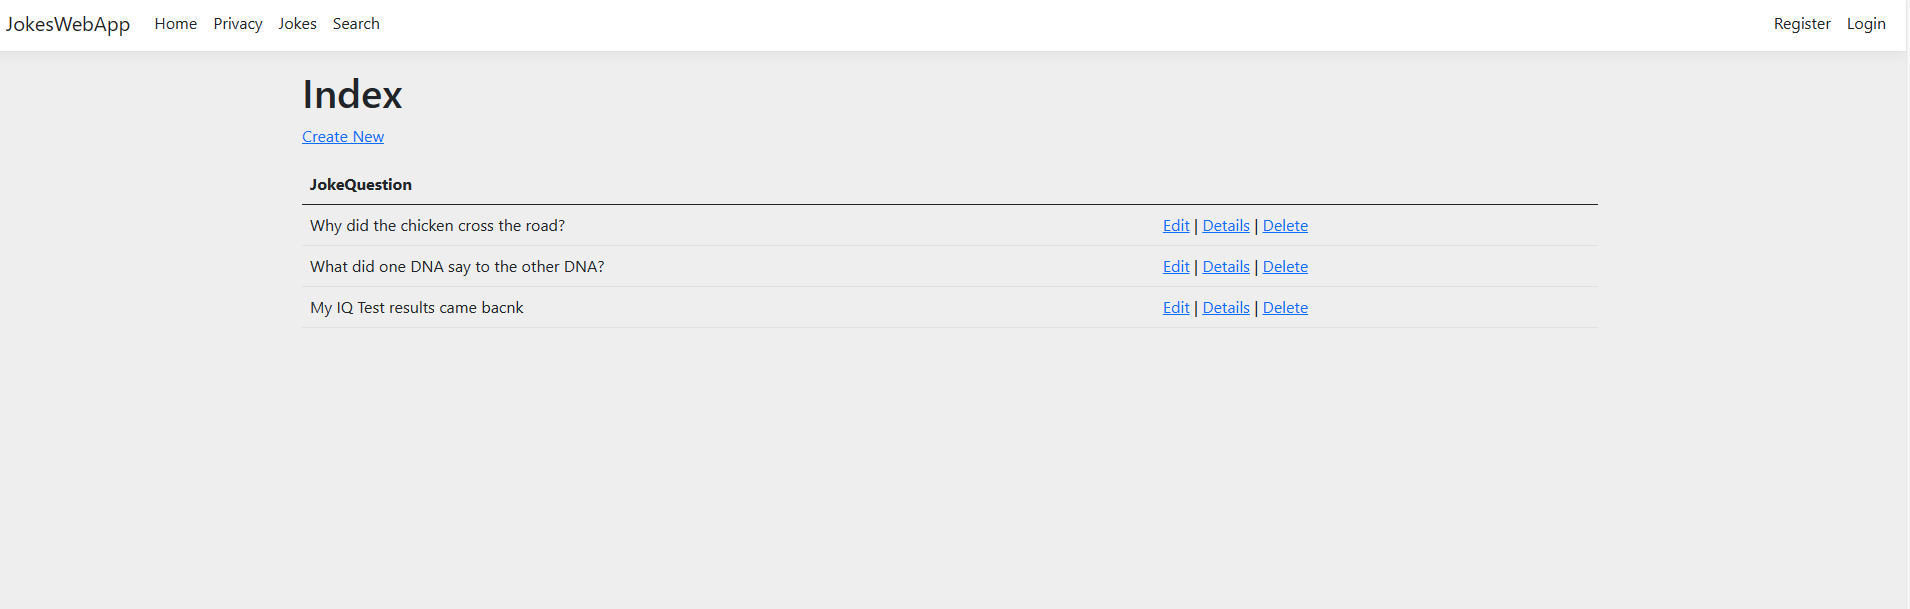 JokesWebApp Home Privacy Jokes Search Register Login
Index
Create New
JokeQuestion
Why did the chicken cross the road? Edit | Details | Delete
What did one DNA say to the other DNA? Edit | Details | Delete
My IQ Test results came bacnk Edit | Details | Delete